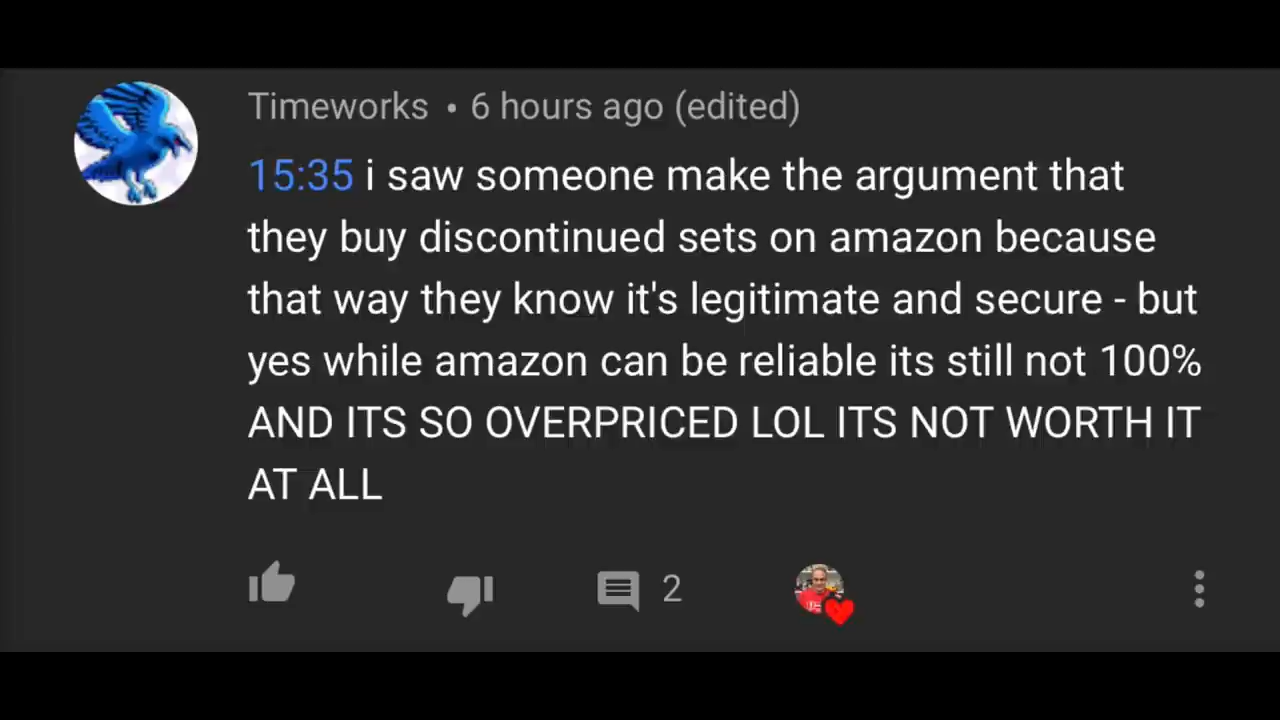 Timeworks • 6 hours ago (edited)
15:35 i saw someone make the argument that
they buy discontinued sets on amazon because
that way they know it's legitimate and secure - but
yes while amazon can be reliable its still not 100%
AND ITS SO OVERPRICED LOL ITS NOT WORTH IT
AT ALL
2